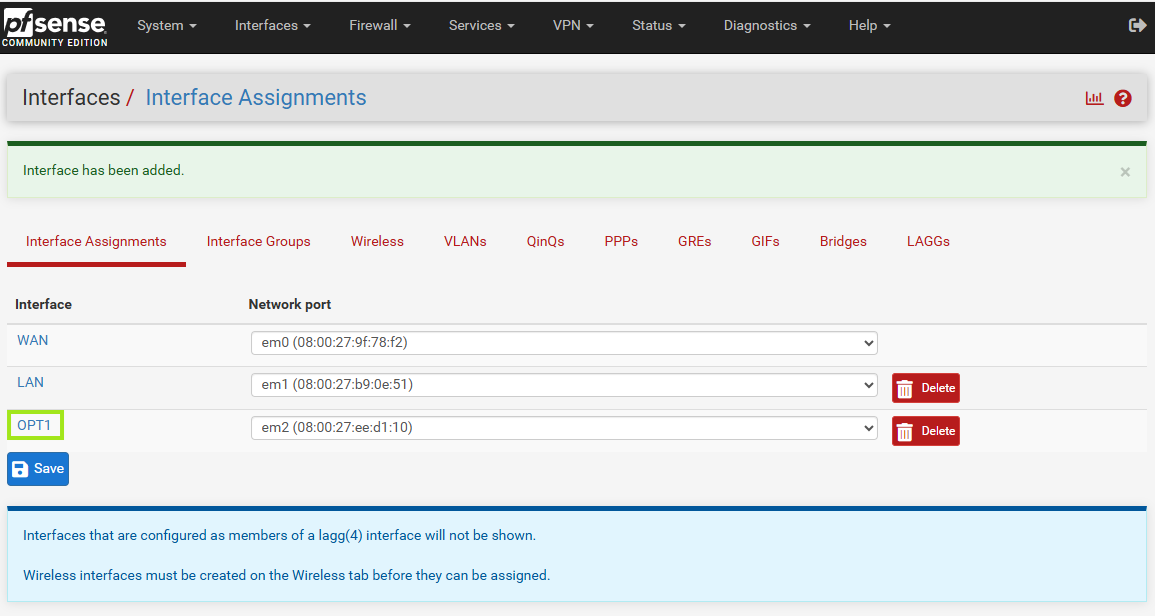 pfsense
COMMUNITY EDITION
System Interfaces Firewall Services VPN Status Diagnostics Help
Interfaces / Interface Assignments
Interface has been added.
×
Interface Assignments Interface Groups Wireless VLANs QinQs PPPs GREs GIFs Bridges LAGGs
Interface Network port
WAN em0 (08:00:27:9f:78:f2)
LAN em1 (08:00:27:b9:0e:51) Delete
OPT1 em2 (08:00:27:ee:d1:10) Delete
Save
Interfaces that are configured as members of a lagg(4) interface will not be shown.
Wireless interfaces must be created on the Wireless tab before they can be assigned.